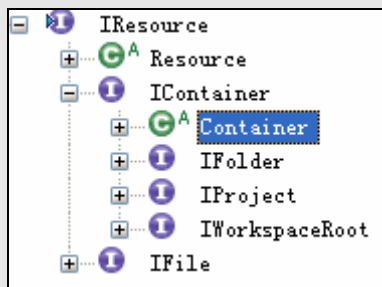 I IResource
C A Resource
I IContainer
C A Container
I IFolder
I IProject
I IWorkspaceRoot
I IFile